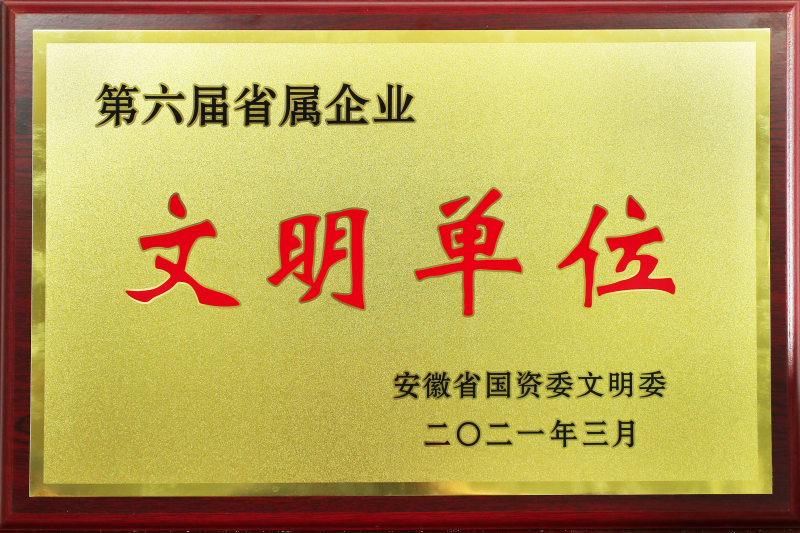 第六届省属企业
文明单位
安徽省国资委文明委
二〇二一年三月